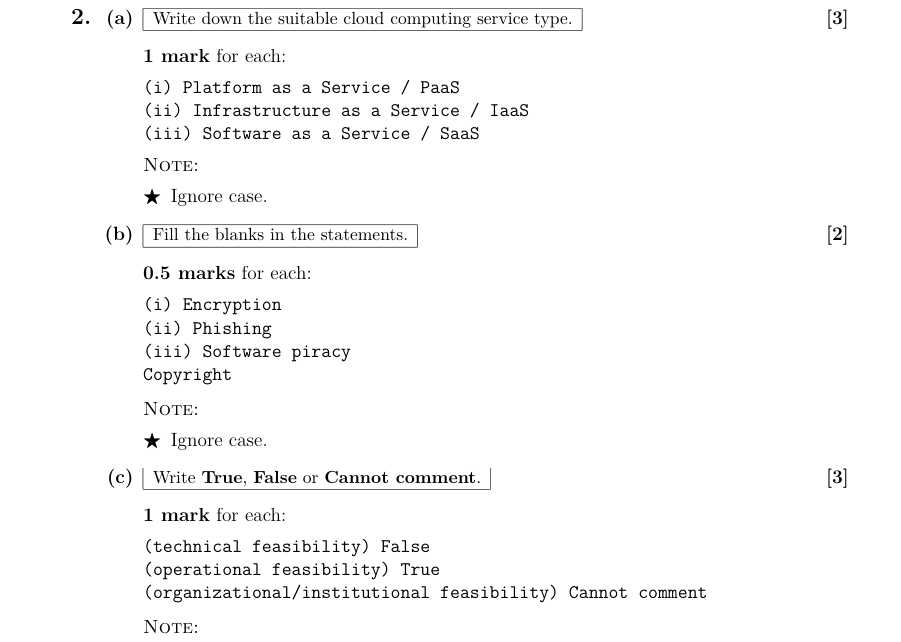 2. (a) Write down the suitable cloud computing service type. [3]
1 mark for each:
(i) Platform as a Service / PaaS
(ii) Infrastructure as a Service / IaaS
(iii) Software as a Service / SaaS
NOTE:
★ Ignore case.
(b) Fill the blanks in the statements. [2]
0.5 marks for each:
(i) Encryption
(ii) Phishing
(iii) Software piracy
Copyright
NOTE:
★ Ignore case.
(c) Write True, False or Cannot comment. [3]
1 mark for each:
(technical feasibility) False
(operational feasibility) True
(organizational/institutional feasibility) Cannot comment
NOTE: